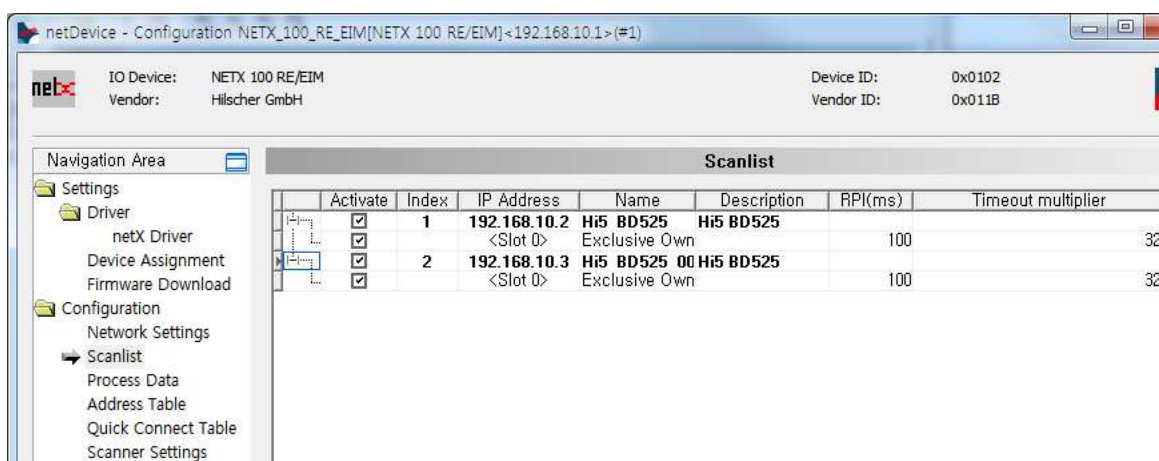 netDevice - Configuration NETX_100_RE_EIM[NETX 100 RE/EIM]<192.168.10.1>(#1)
netx
IO Device: NETX 100 RE/EIM Device ID: 0x0102
Vendor: Hilscher GmbH Vendor ID: 0x011B
Navigation Area
Settings
Driver
netX Driver
Device Assignment
Firmware Download
Configuration
Network Settings
Scanlist
Process Data
Address Table
Quick Connect Table
Scanner Settings
Scanlist
Activate Index IP Address Name Description RPI(ms) Timeout multiplier
1 192.168.10.2 Hi5 BD525 Hi5 BD525
<Slot 0> Exclusive Own 100 32
2 192.168.10.3 Hi5 BD525 00 Hi5 BD525
<Slot 0> Exclusive Own 100 32